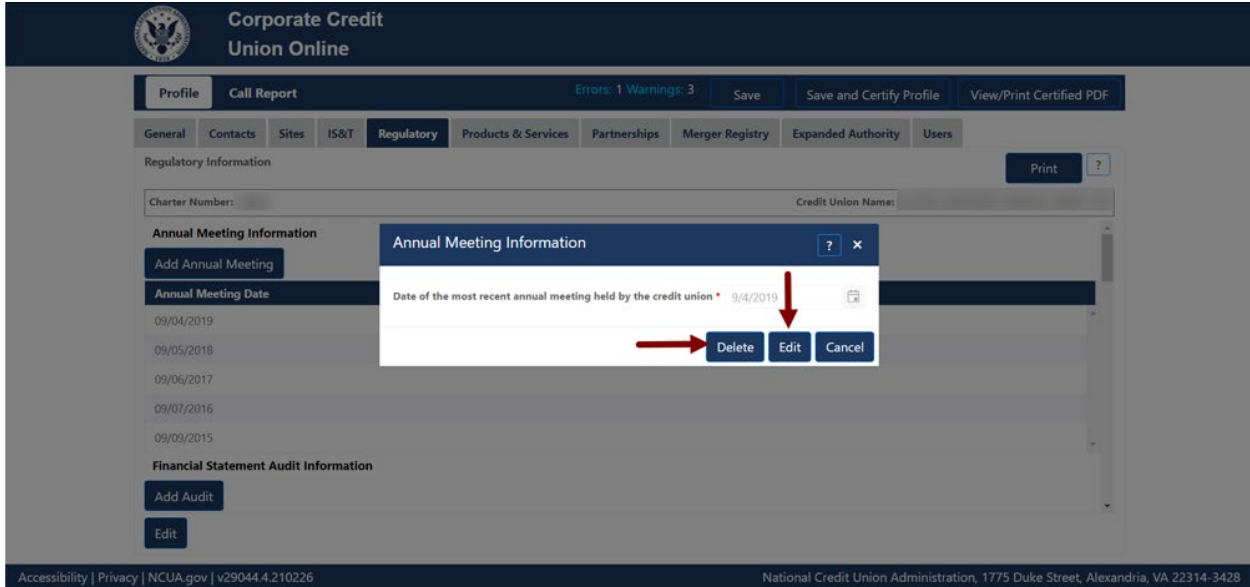 Corporate Credit
Union Online
Profile
Call Report
Errors: 1 Warnings: 3
Save
Save and Certify Profile
View/Print Certified PDF
General
Contacts
Sites
IS&T
Regulatory
Products & Services
Partnerships
Merger Registry
Expanded Authority
Users
Regulatory Information
Print
?
Charter Number:
Credit Union Name:
Annual Meeting Information
Add Annual Meeting
Annual Meeting Date
09/04/2019
09/05/2018
09/06/2017
09/07/2016
09/09/2015
Annual Meeting Information
?
×
Date of the most recent annual meeting held by the credit union * 9/4/2019
Delete
Edit
Cancel
Financial Statement Audit Information
Add Audit
Edit
Accessibility | Privacy | NCUA.gov | v29044.4.210226
National Credit Union Administration, 1775 Duke Street, Alexandria, VA 22314-3428